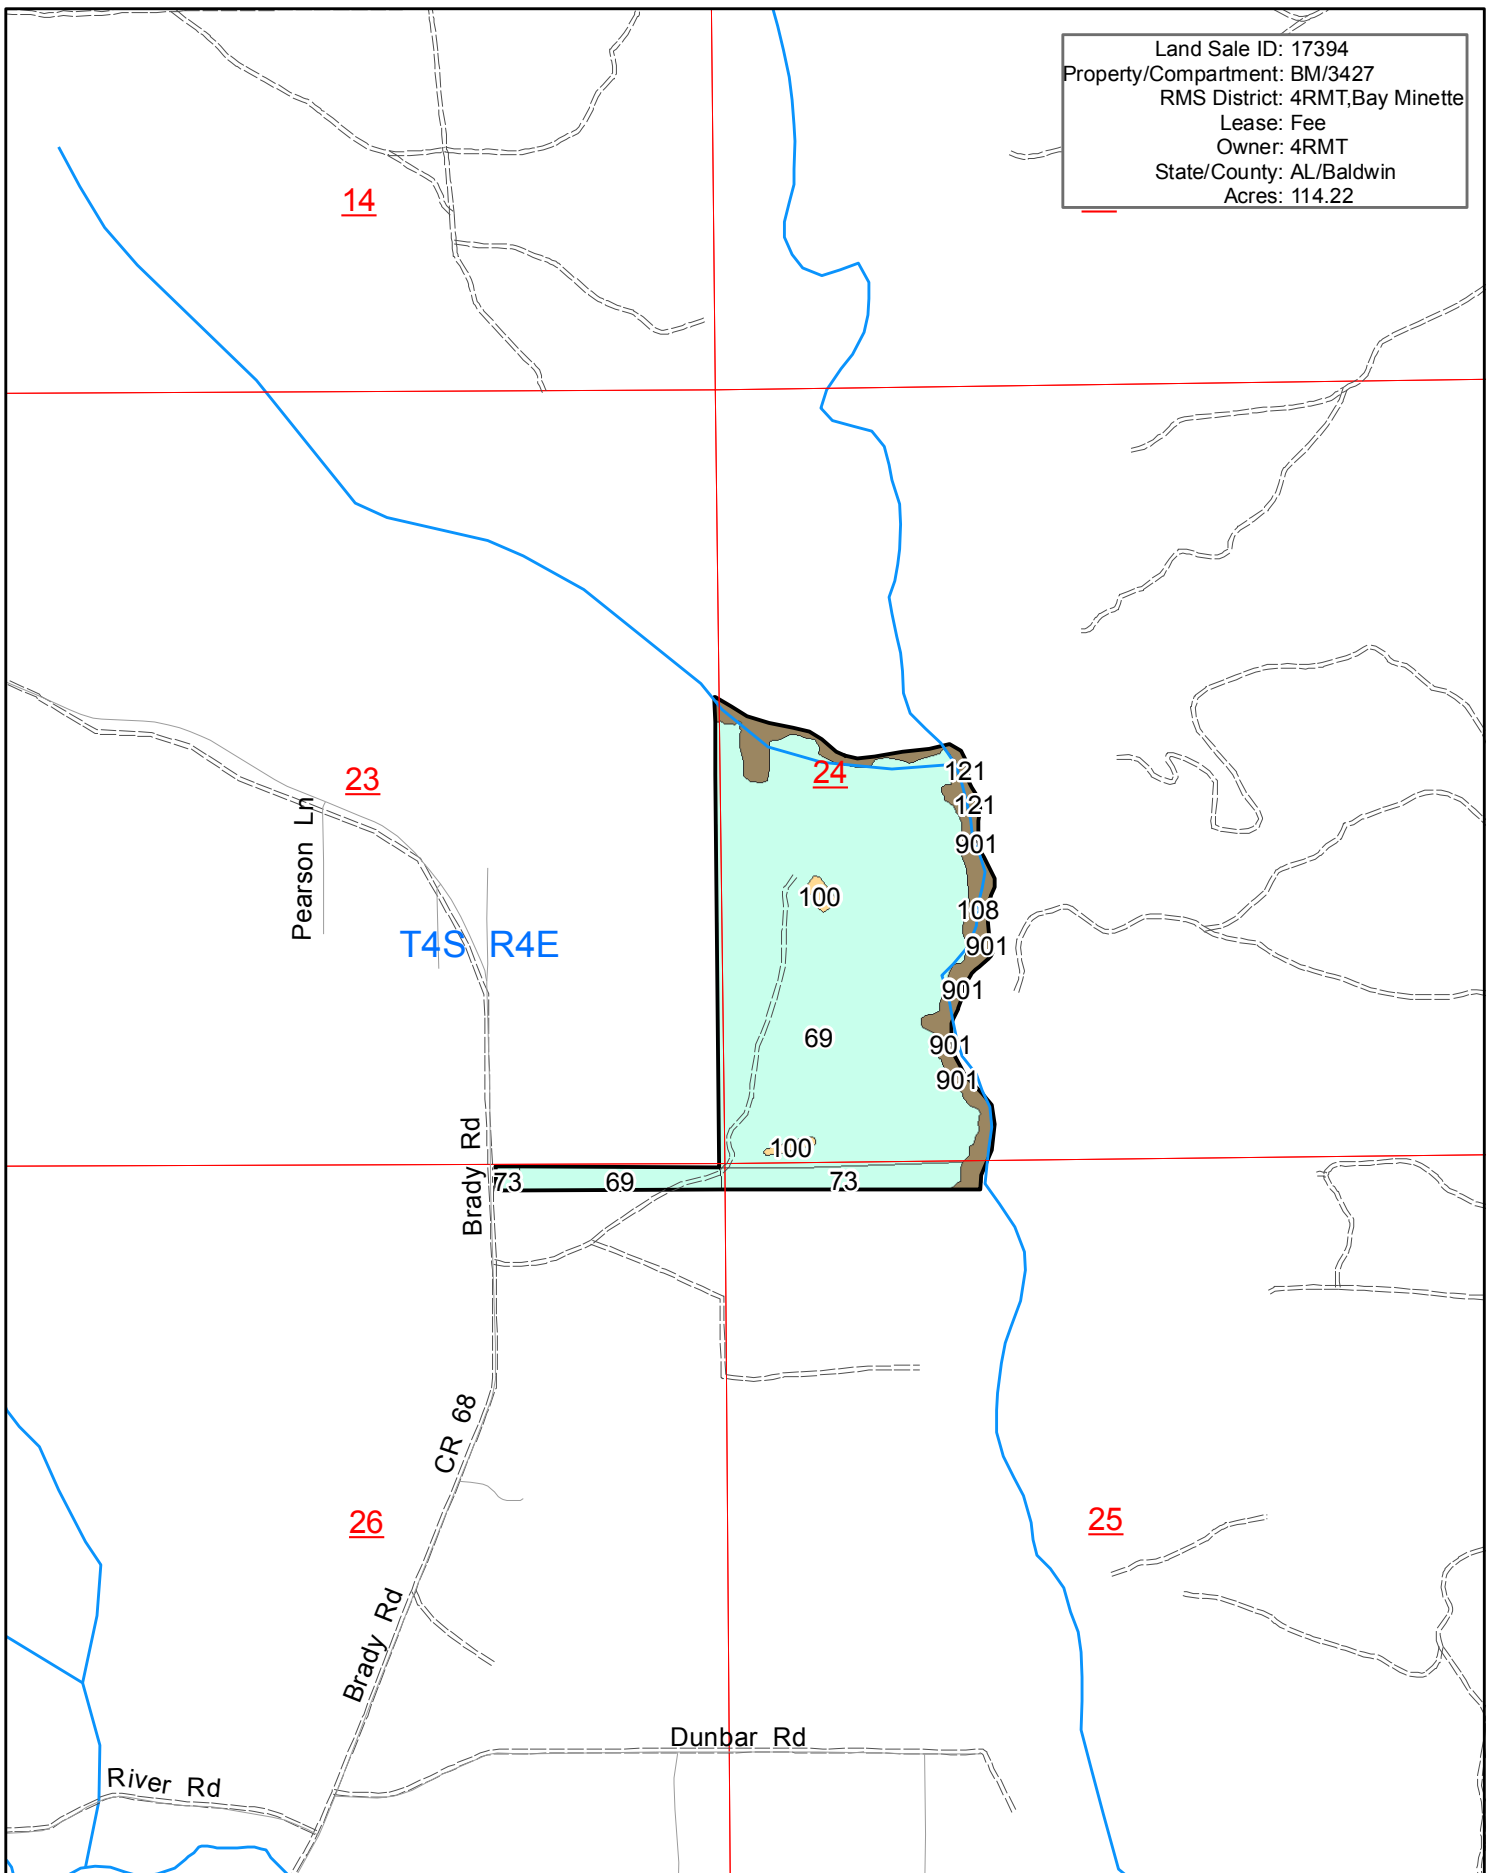 Land Sale ID: 17394
Property/Compartment: BM/3427
RMS District: 4RMT,Bay Minette
Lease: Fee
Owner: 4RMT
State/County: AL/Baldwin
Acres: 114.22
14
23
24
121
121
901
Pearson Ln
100
108
T4S R4E
901
901
69
901
901
Brady Rd
100
73
69
73
CR 68
26
25
Brady Rd
Dunbar Rd
River Rd